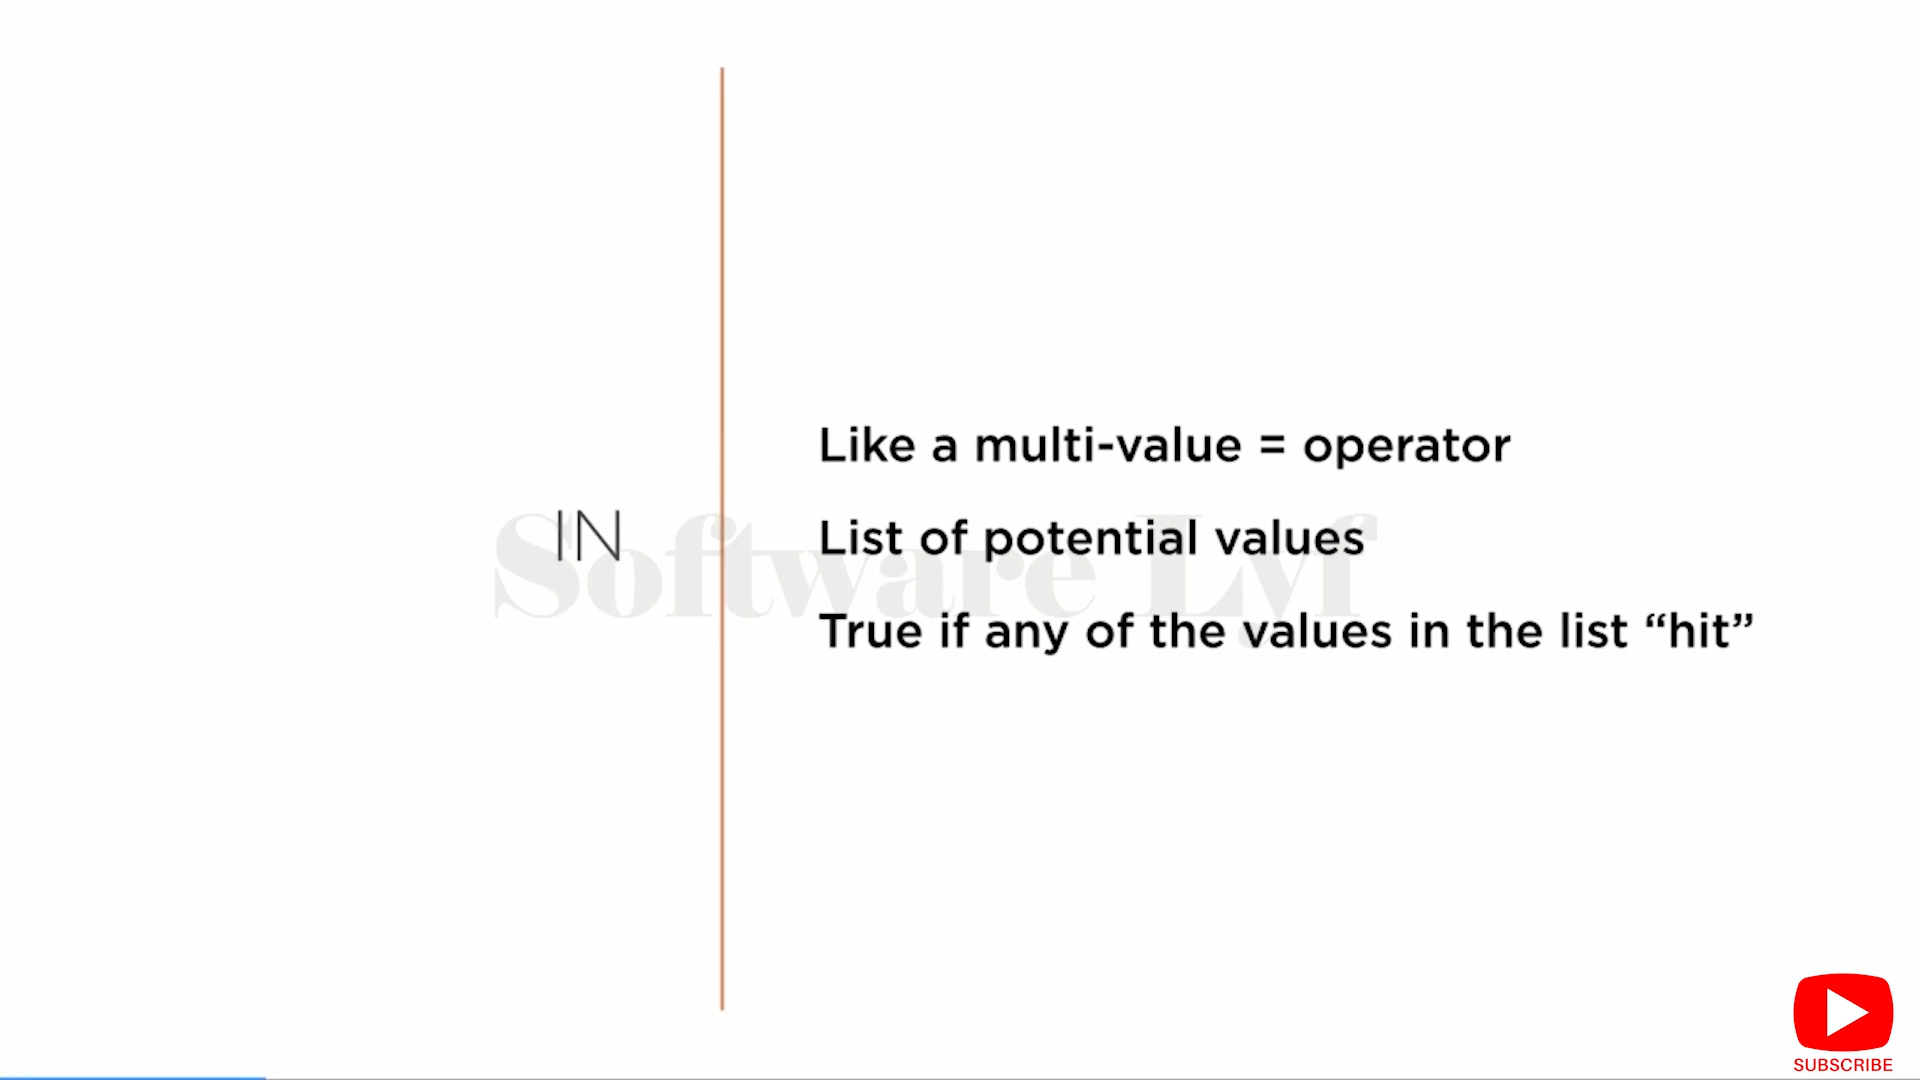 IN
Like a multi-value = operator
List of potential values
True if any of the values in the list “hit”
Software Lyf
SUBSCRIBE